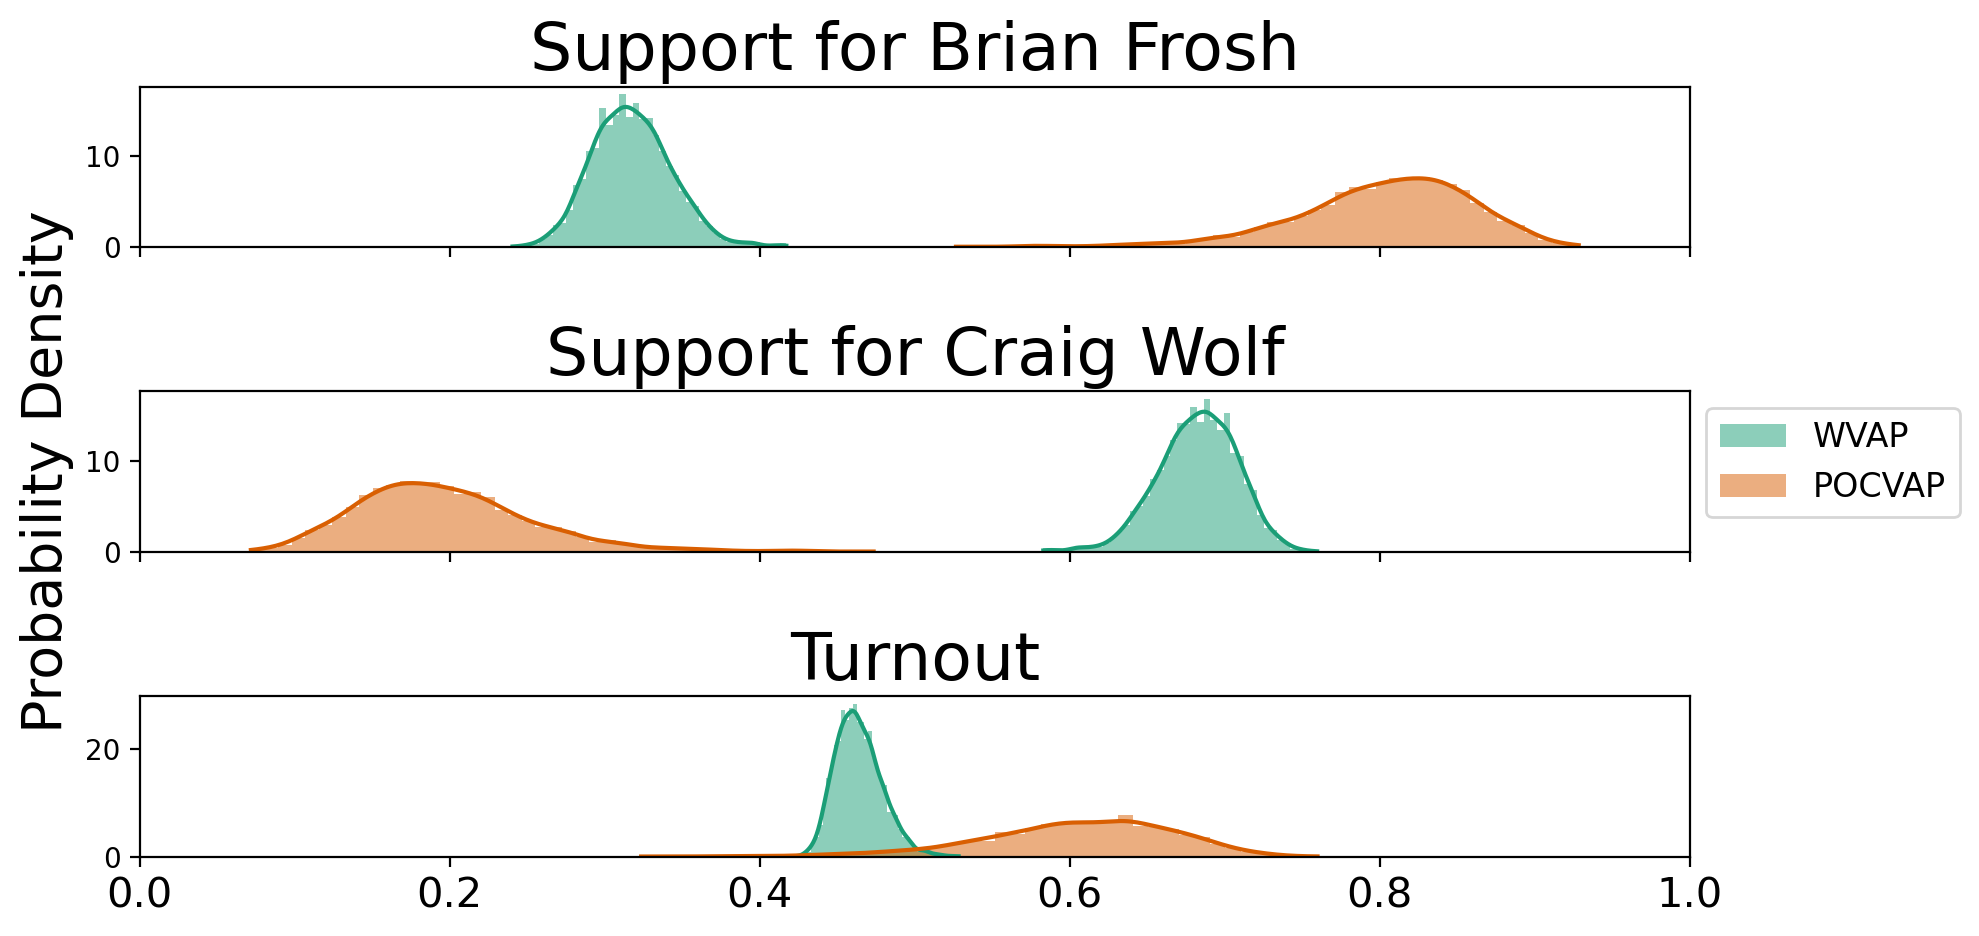 Support for Brian Frosh
10
0
Support for Craig Wolf
10
0
Probability Density
WVAP
POCVAP
Turnout
20
0
0.0 0.2 0.4 0.6 0.8 1.0